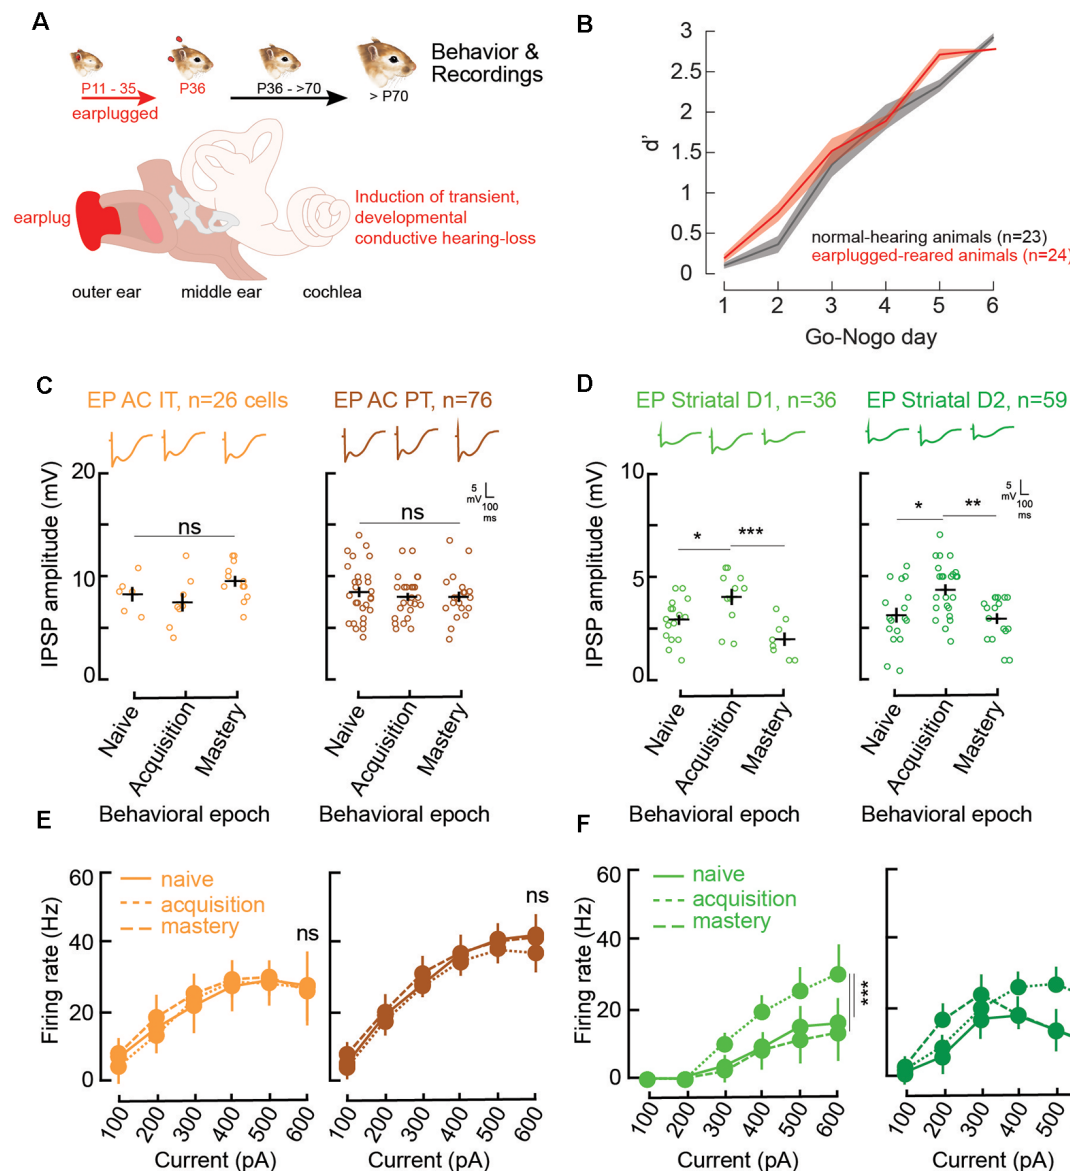 A
Behavior &
Recordings
P11 - 35
P36
P36 - >70
> P70
earplugged
earplug
Induction of transient,
developmental
conductive hearing-loss
outer ear
middle ear
cochlea
B
3
2.5
2
1.5
1
0.5
0
d'
normal-hearing animals (n=23)
earplugged-reared animals (n=24)
1 2 3 4 5 6
Go-Nogo day
C
EP AC IT, n=26 cells
EP AC PT, n=76
IPSP amplitude (mV)
20
10
0
ns
ns
5
mV
100
ms
Naive
Acquisition
Mastery
Behavioral epoch
Naive
Acquisition
Mastery
Behavioral epoch
D
EP Striatal D1, n=36
EP Striatal D2, n=59
IPSP amplitude (mV)
10
5
0
* ***
* **
5
mV
100
ms
Naive
Acquisition
Mastery
Behavioral epoch
Naive
Acquisition
Mastery
Behavioral epoch
E
Firing rate (Hz)
60
40
20
0
naive
acquisition
mastery
ns
ns
100 200 300 400 500 600
Current (pA)
100 200 300 400 500 600
Current (pA)
F
Firing rate (Hz)
60
40
20
0
naive
acquisition
mastery
***
100 200 300 400 500 600
Current (pA)
100 200 300 400 500
Current (pA)